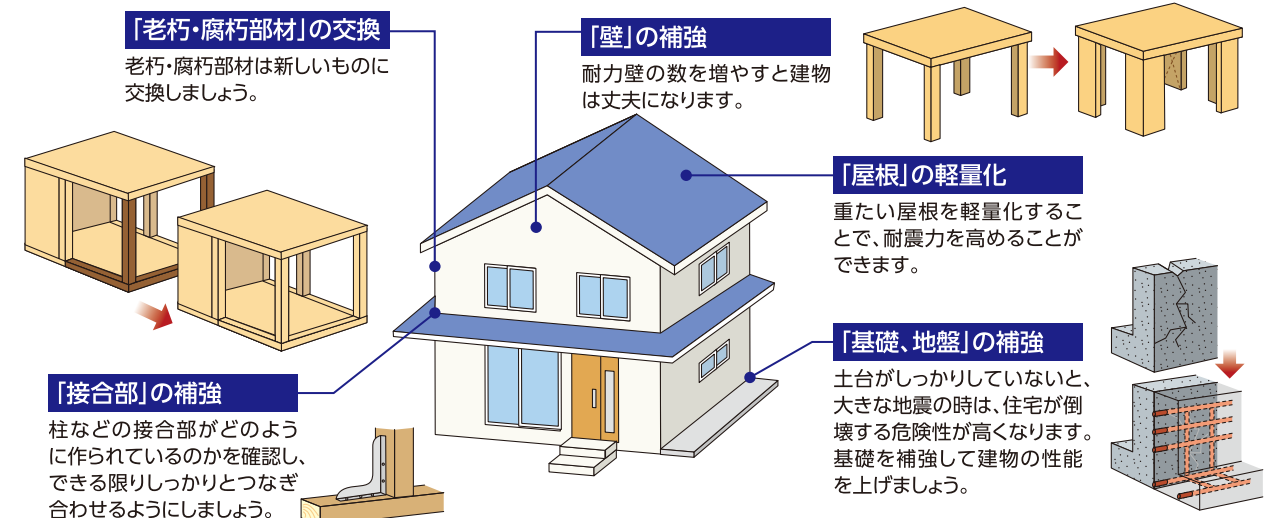 「老朽・腐朽部材」の交換
老朽・腐朽部材は新しいものに
交換しましょう。
「壁」の補強
耐力壁の数を増やすと建物
は丈夫になります。
「屋根」の軽量化
重たい屋根を軽量化するこ
とで、耐震力を高めることが
できます。
「接合部」の補強
柱などの接合部がどのよう
に作られているのかを確認し、
できる限りしっかりとつなぎ
合わせるようにしましょう。
「基礎、地盤」の補強
土台がしっかりしていないと、
大きな地震の時は、住宅が倒
壊する危険性が高くなります。
基礎を補強して建物の性能
を上げましょう。